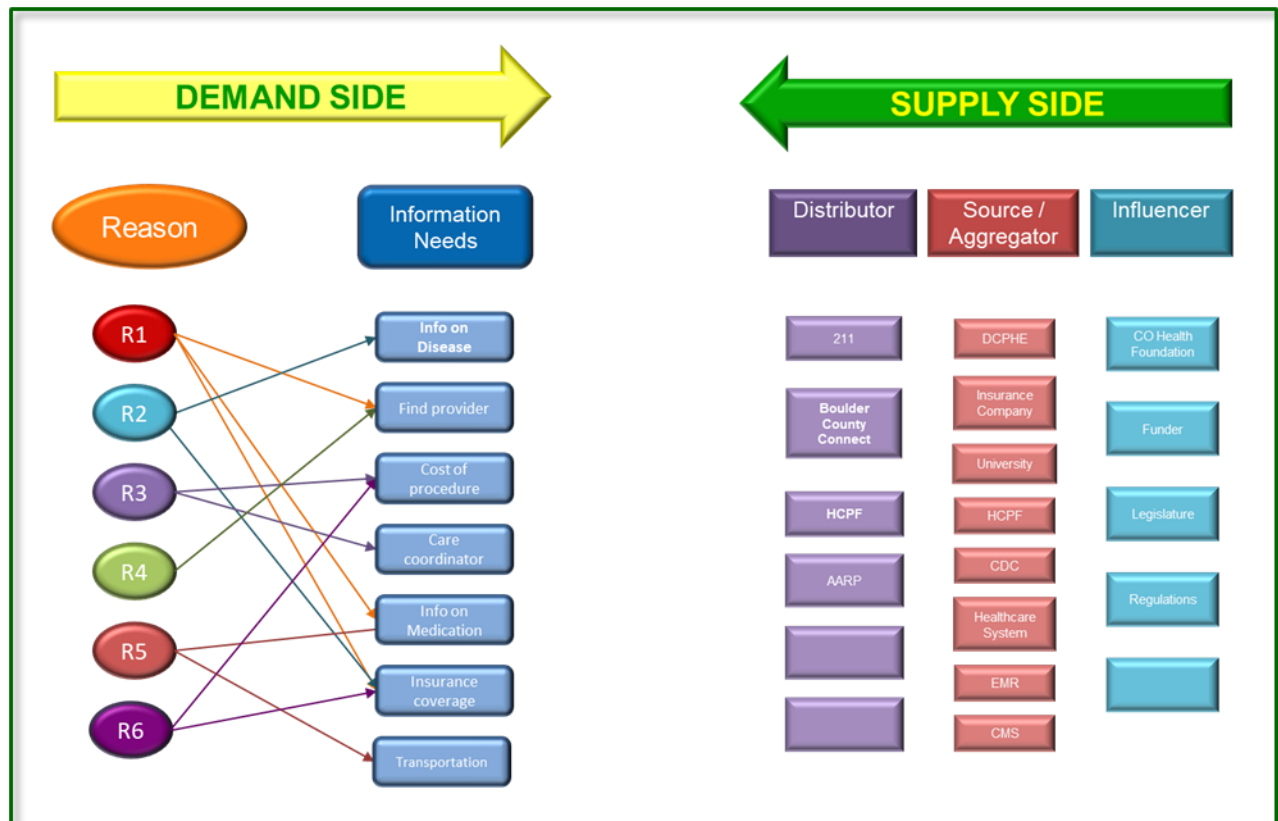 DEMAND SIDE
SUPPLY SIDE
Reason
Information
Needs
Distributor
Source /
Aggregator
Influencer
R1
R2
R3
R4
R5
R6
Info on
Disease
Find provider
Cost of
procedure
Care
coordinator
Info on
Medication
Insurance
coverage
Transportation
211
Boulder
County
Connect
HCPF
AARP
DCPHE
Insurance
Company
University
HCPF
CDC
Healthcare
System
EMR
CMS
CO Health
Foundation
Funder
Legislature
Regulations